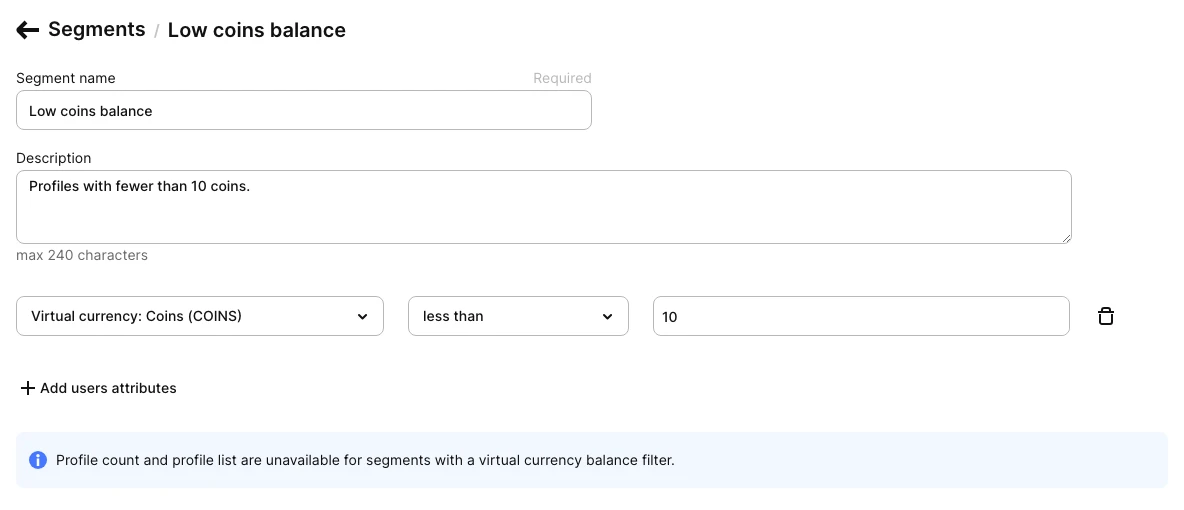 Segments / Low coins balance
Segment name Required
Low coins balance
Description
Profiles with fewer than 10 coins.
max 240 characters
Virtual currency: Coins (COINS) less than 10
Add users attributes
Profile count and profile list are unavailable for segments with a virtual currency balance filter.